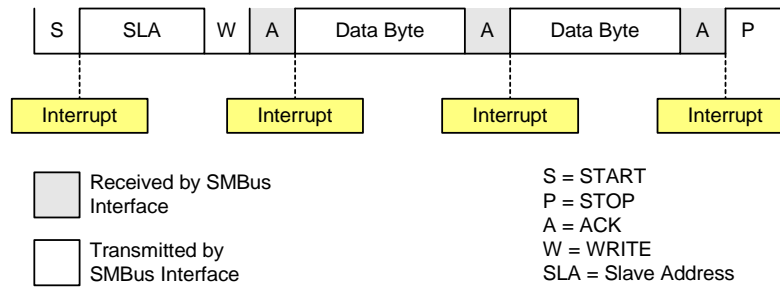 S SLA W A Data Byte A Data Byte A P
Interrupt Interrupt Interrupt Interrupt
Received by SMBus
Interface
Transmitted by
SMBus Interface
S = START
P = STOP
A = ACK
W = WRITE
SLA = Slave Address